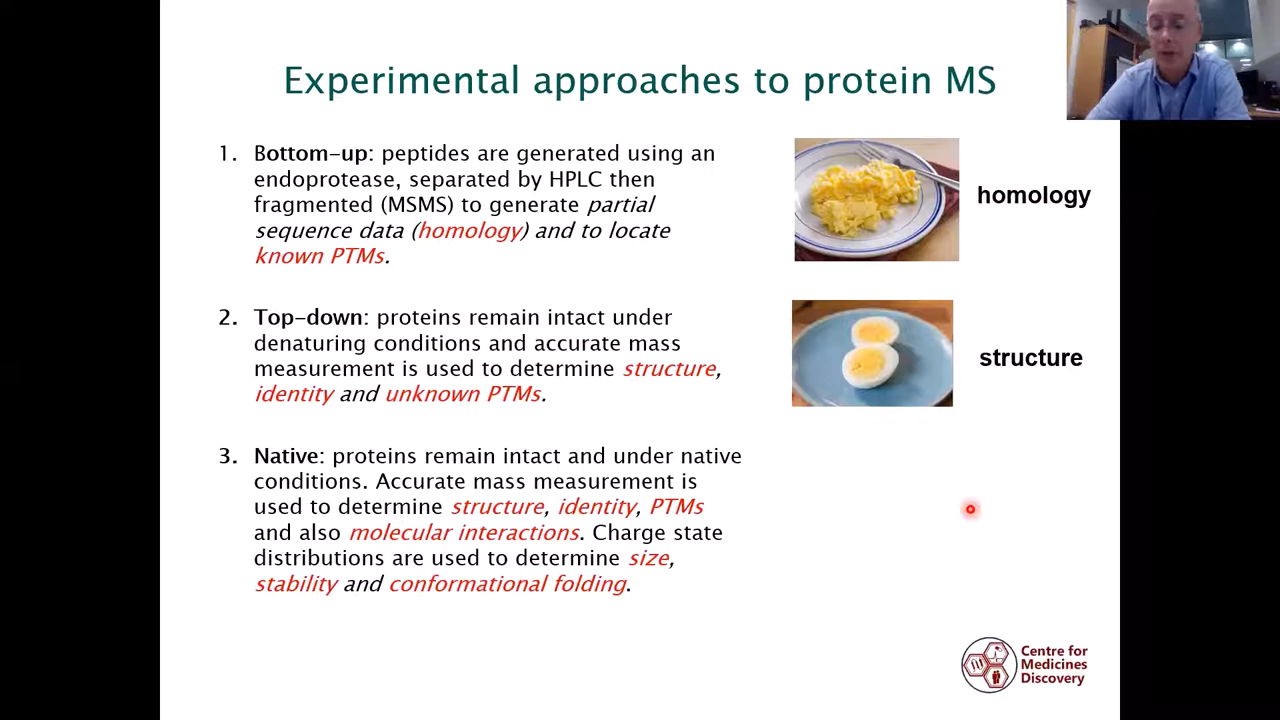 Experimental approaches to protein MS
1. Bottom-up: peptides are generated using an
endoprotease, separated by HPLC then
fragmented (MSMS) to generate partial
sequence data (homology) and to locate
known PTMs.
homology
2. Top-down: proteins remain intact under
denaturing conditions and accurate mass
measurement is used to determine structure,
identity and unknown PTMs.
structure
3. Native: proteins remain intact and under native
conditions. Accurate mass measurement is
used to determine structure, identity, PTMs
and also molecular interactions. Charge state
distributions are used to determine size,
stability and conformational folding.
Centre for
Medicines
Discovery